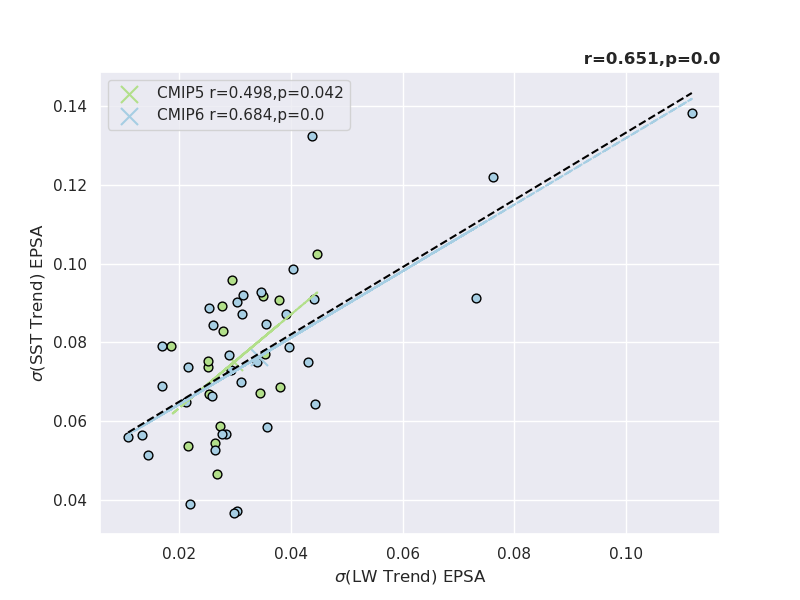 r=0.651,p=0.0
CMIP5 r=0.498,p=0.042
CMIP6 r=0.684,p=0.0
0.14
0.12
0.10
0.08
0.06
0.04
σ(SST Trend) EPSA
0.02 0.04 0.06 0.08 0.10
σ(LW Trend) EPSA